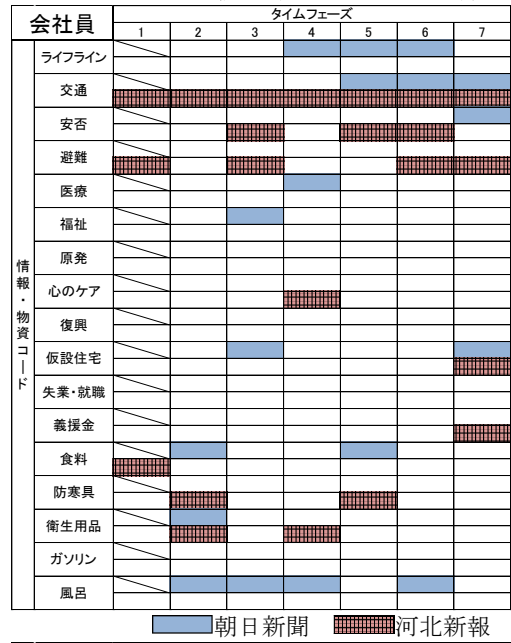 会社員
タイムフェーズ
1 2 3 4 5 6 7
情報・物資コード
ライフライン
交通
安否
避難
医療
福祉
原発
心のケア
復興
仮設住宅
失業・就職
義援金
食料
防寒具
衛生用品
ガソリン
風呂
朝日新聞 河北新報